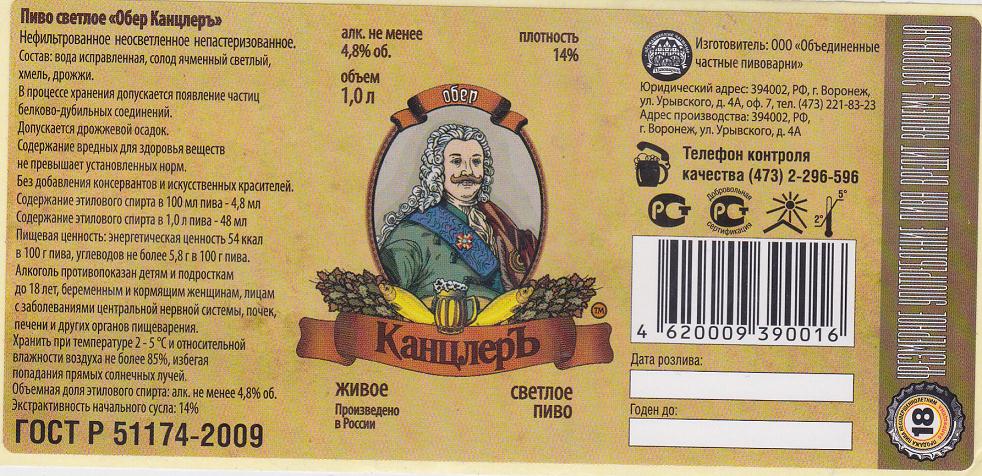 Пиво светлое «Обер Канцлеръ»
Нефильтрованное неосветленное непастеризованное.
Состав: вода исправленная, солод ячменный светлый,
хмель, дрожжи.
В процессе хранения допускается появление частиц
белково-дубильных соединений.
Допускается дрожжевой осадок.
Содержание вредных для здоровья веществ
не превышает установленных норм.
Без добавления консервантов и искусственных красителей.
Содержание этилового спирта в 100 мл пива - 4,8 мл
Содержание этилового спирта в 1,0 л пива - 48 мл
Пищевая ценность: энергетическая ценность 54 ккал
в 100 г пива, углеводов не более 5,8 г в 100 г пива.
Алкоголь противопоказан детям и подросткам
до 18 лет, беременным и кормящим женщинам, лицам
с заболеваниями центральной нервной системы, почек,
печени и других органов пищеварения.
Хранить при температуре 2 - 5 °С и относительной
влажности воздуха не более 85%, избегая
попадания прямых солнечных лучей.
Объемная доля этилового спирта: алк. не менее 4,8% об.
Экстрактивность начального сусла: 14%
ГОСТ Р 51174-2009
алк. не менее
4,8% об.
объем
1,0 л
плотность
14%
обер
КанцлерЪ
TM
живое
Произведено
в России
светлое
пиво
Изготовитель: ООО «Объединенные
частные пивоварни»
Юридический адрес: 394002, РФ, г. Воронеж,
ул. Урывского, д. 4А, оф. 7, тел. (473) 221-83-23
Адрес производства: 394002, РФ,
г. Воронеж, ул. Урывского, д. 4А
Телефон контроля
качества (473) 2-296-596
РСТ
Добровольная
РСТ
сертификация
2°
5°
4 620009 390016
Дата розлива:
Годен до:
ЧРЕЗМЕРНОЕ УПОТРЕБЛЕНИЕ ПИВА ВРЕДИТ ВАШЕМУ ЗДОРОВЬЮ
18
ПРОДАЖА ПИВА НЕСОВЕРШЕННОЛЕТНИМ